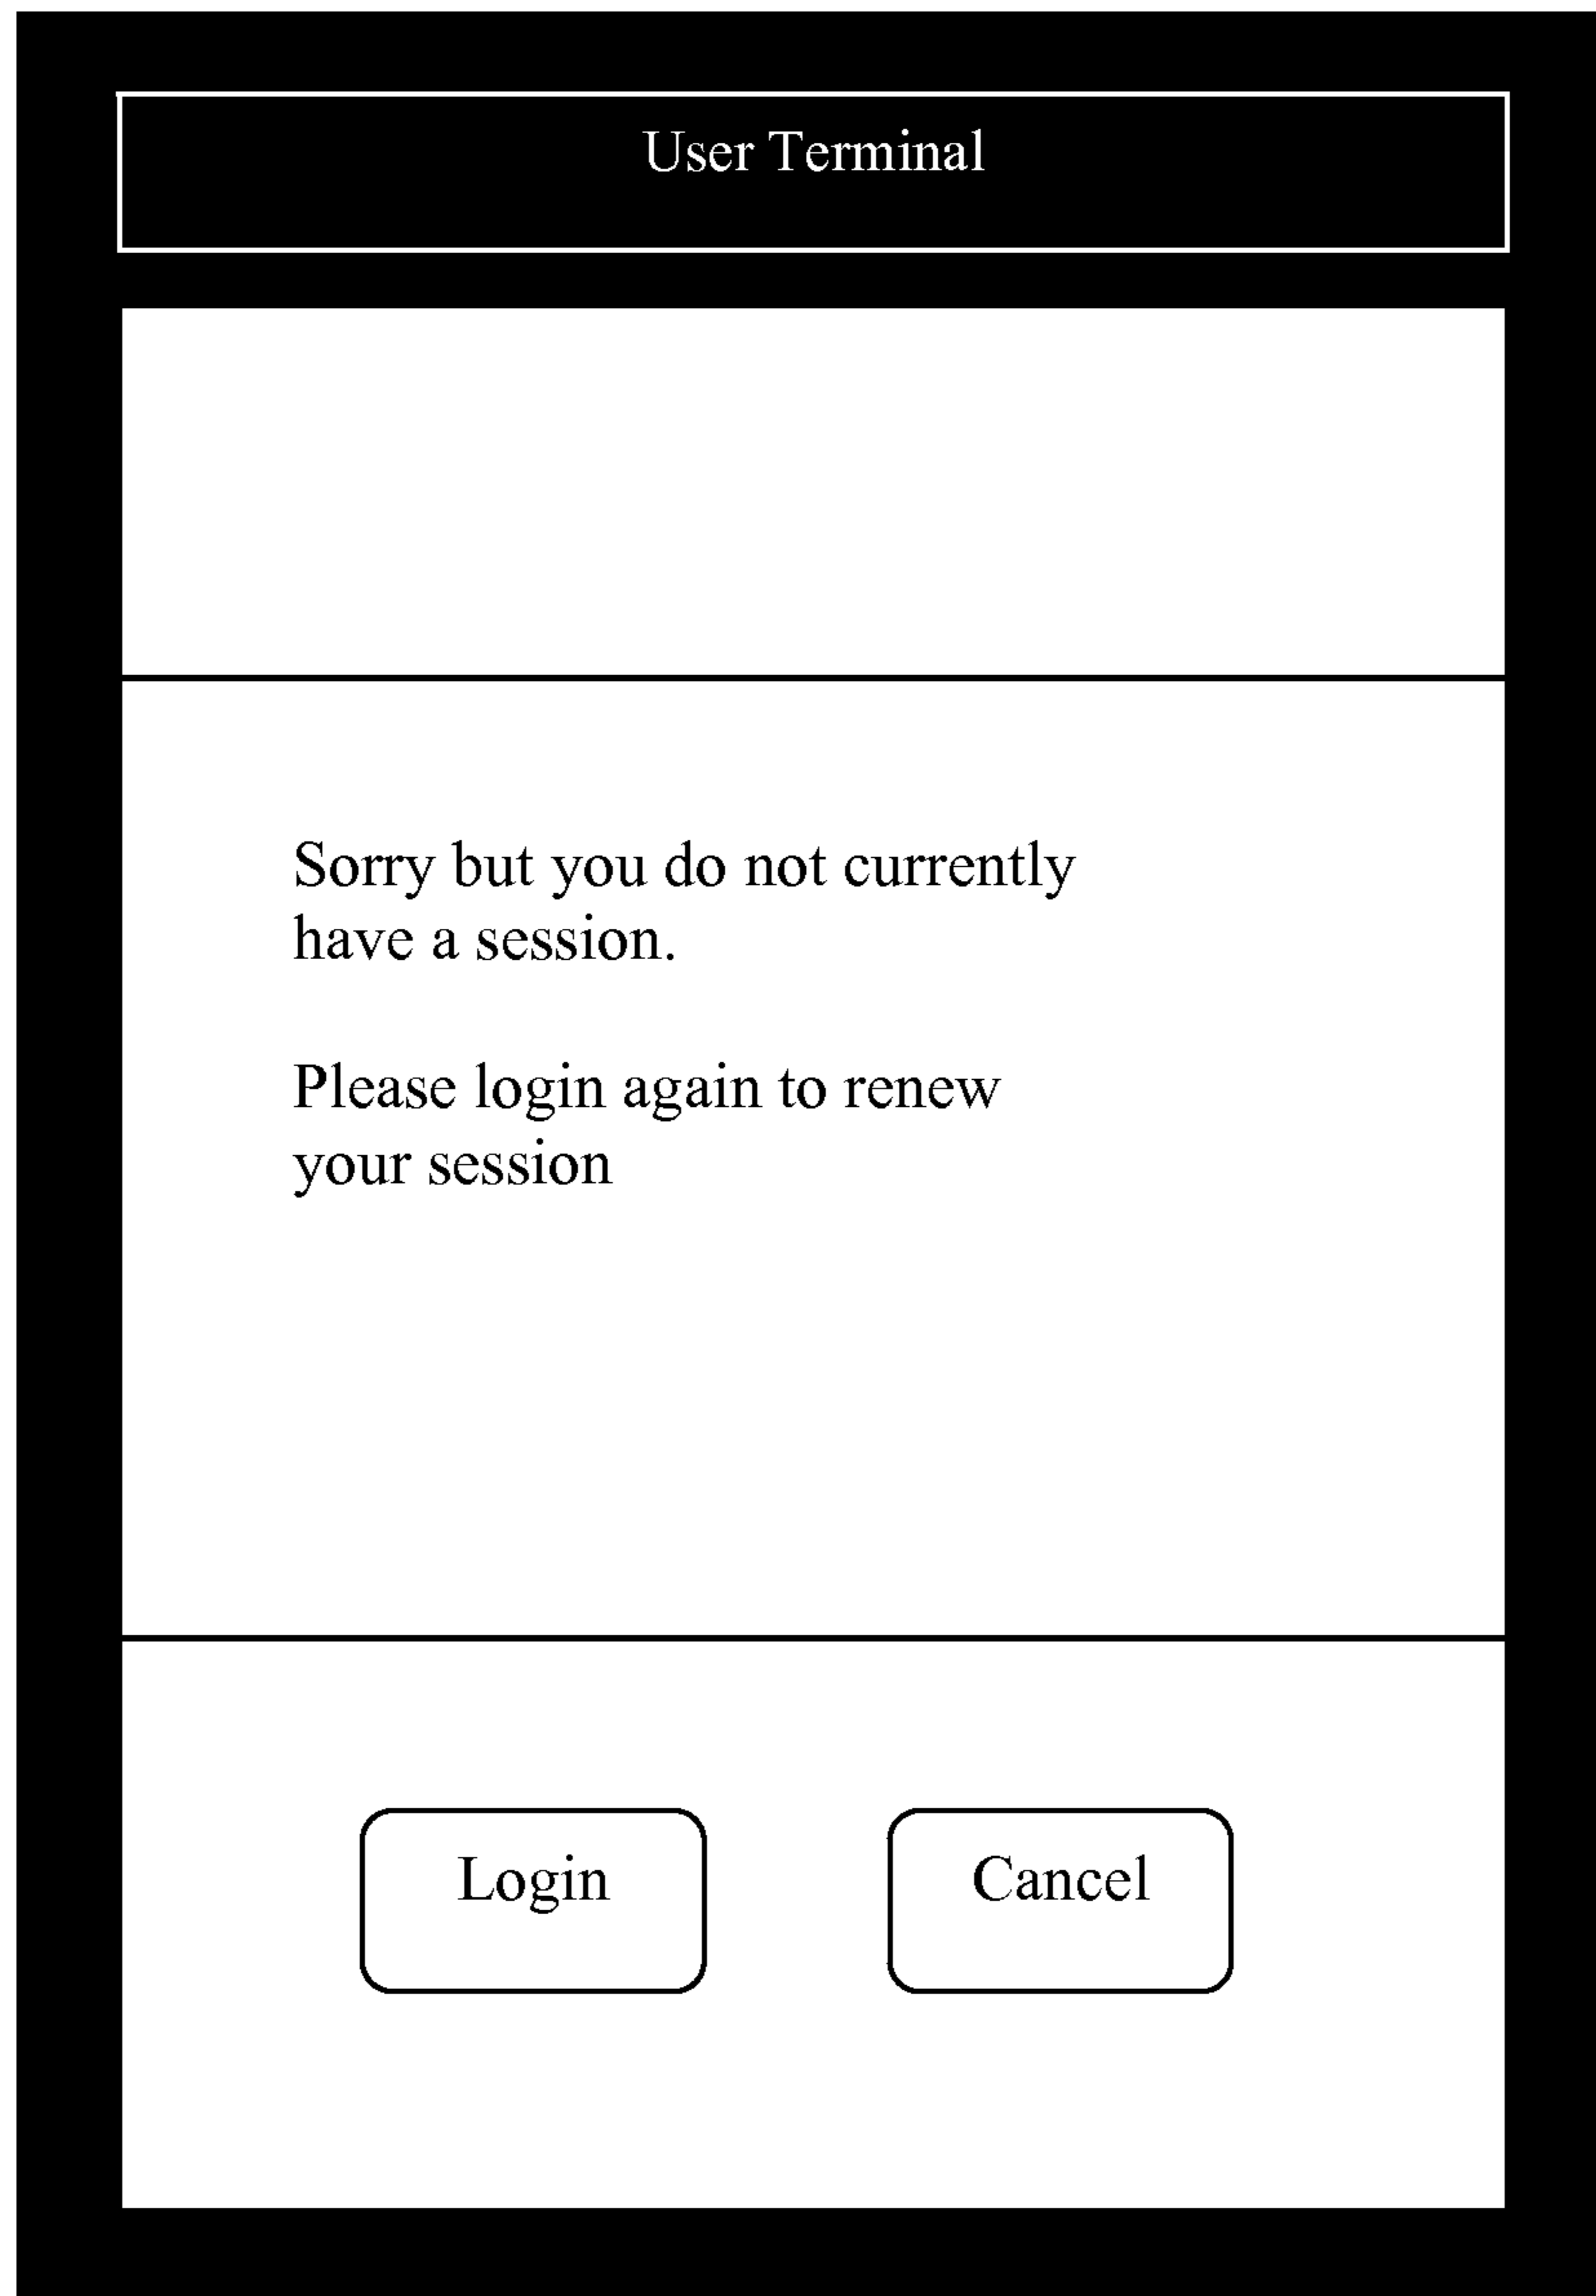 User Terminal
Sorry but you do not currently
have a session.
Please login again to renew
your session
Login
Cancel